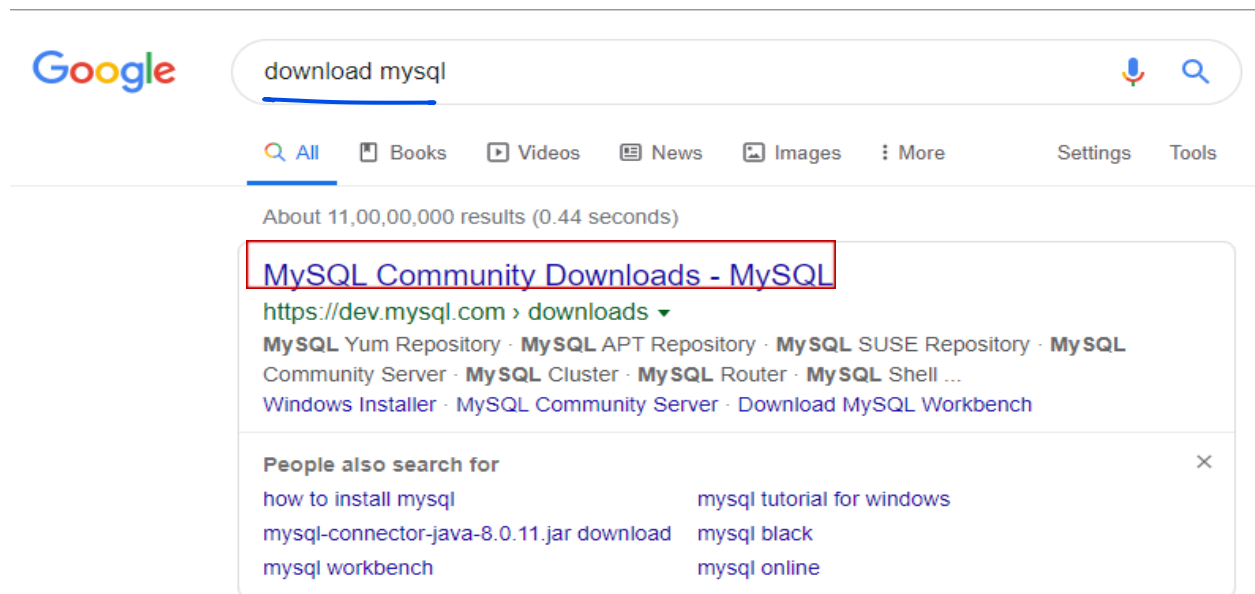 Google
download mysql
All Books Videos News Images More Settings Tools
About 11,00,00,000 results (0.44 seconds)
MySQL Community Downloads - MySQL
https://dev.mysql.com › downloads
MySQL Yum Repository · MySQL APT Repository · MySQL SUSE Repository · MySQL
Community Server · MySQL Cluster · MySQL Router · MySQL Shell ...
Windows Installer · MySQL Community Server · Download MySQL Workbench
People also search for
how to install mysql mysql tutorial for windows
mysql-connector-java-8.0.11.jar download mysql black
mysql workbench mysql online